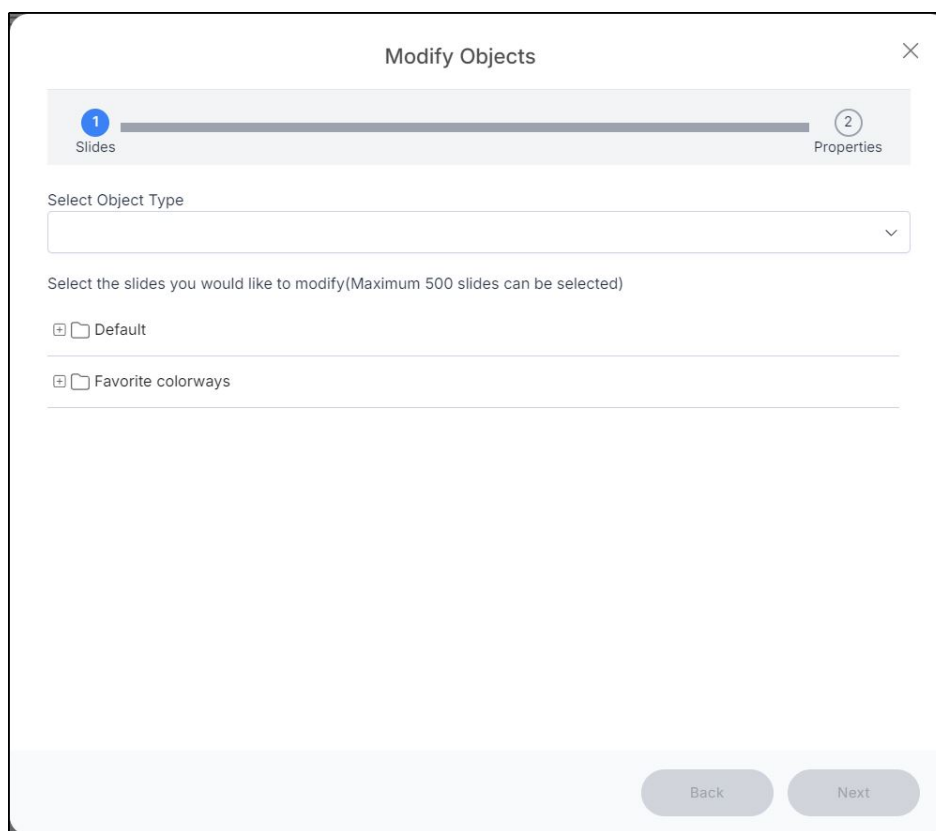 Modify Objects
1
2
Slides
Properties
Select Object Type
Select the slides you would like to modify(Maximum 500 slides can be selected)
Default
Favorite colorways
Back
Next